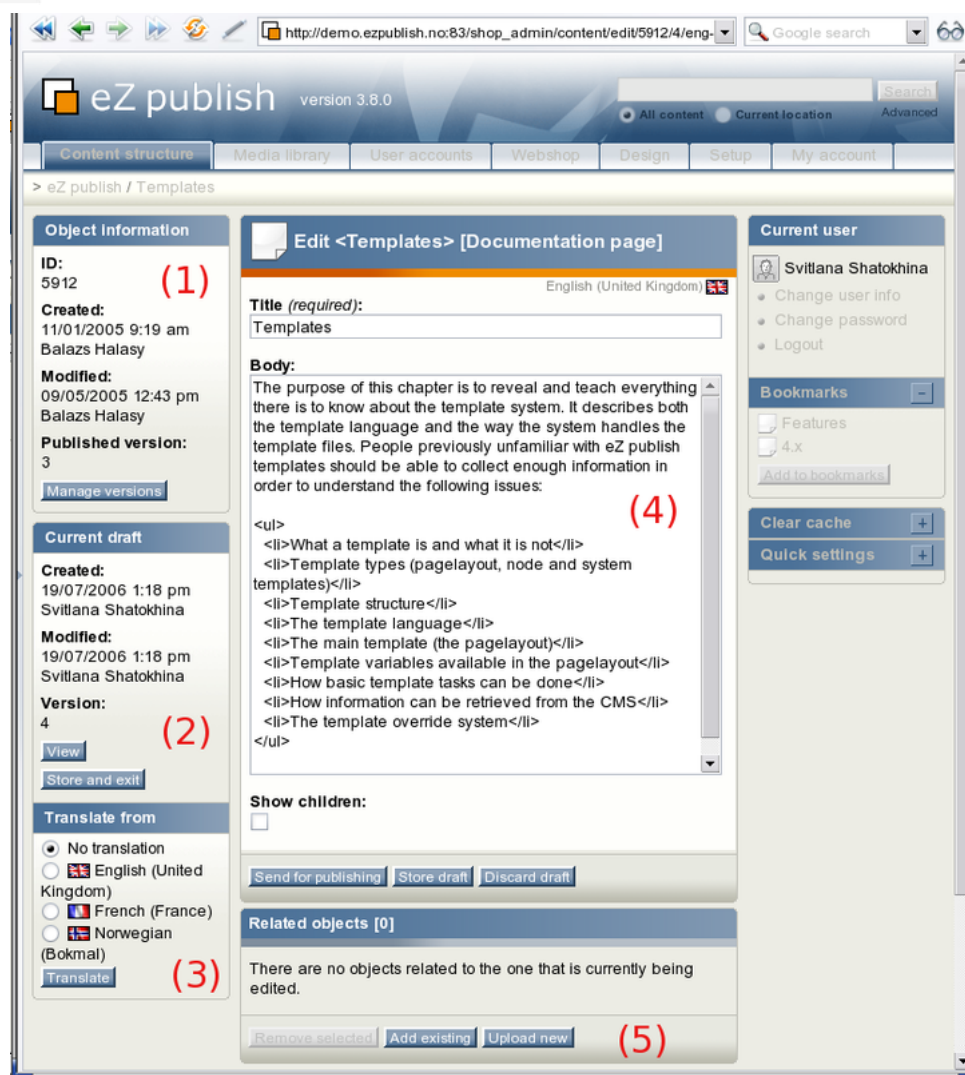 http://demo.ezpublish.no:83/shop_admin/content/edit/5912/4/eng-
Google search
eZ publish version 3.8.0
Search
All content Current location Advanced
Content structure Media library User accounts Webshop Design Setup My account
> eZ publish / Templates
Object information
ID:
5912
(1)
Created:
11/01/2005 9:19 am
Balazs Halasy
Modified:
09/05/2005 12:43 pm
Balazs Halasy
Published version:
3
Manage versions
Current draft
Created:
19/07/2006 1:18 pm
Svitlana Shatokhina
Modified:
19/07/2006 1:18 pm
Svitlana Shatokhina
Version:
4
(2)
View
Store and exit
Translate from
No translation
English (United
Kingdom)
French (France)
Norwegian
(Bokmal)
Translate
(3)
Edit <Templates> [Documentation page]
English (United Kingdom)
Title (required):
Templates
Body:
The purpose of this chapter is to reveal and teach everything
there is to know about the template system. It describes both
the template language and the way the system handles the
template files. People previously unfamiliar with eZ publish
templates should be able to collect enough information in
order to understand the following issues:
(4)
<ul>
<li>What a template is and what it is not</li>
<li>Template types (pagelayout, node and system
templates)</li>
<li>Template structure</li>
<li>The template language</li>
<li>The main template (the pagelayout)</li>
<li>Template variables available in the pagelayout</li>
<li>How basic template tasks can be done</li>
<li>How information can be retrieved from the CMS</li>
<li>The template override system</li>
</ul>
Show children:
Send for publishing Store draft Discard draft
Related objects [0]
There are no objects related to the one that is currently being
edited.
Remove selected Add existing Upload new
(5)
Current user
Svitlana Shatokhina
Change user info
Change password
Logout
Bookmarks -
Features
4.x
Add to bookmarks
Clear cache +
Quick settings +